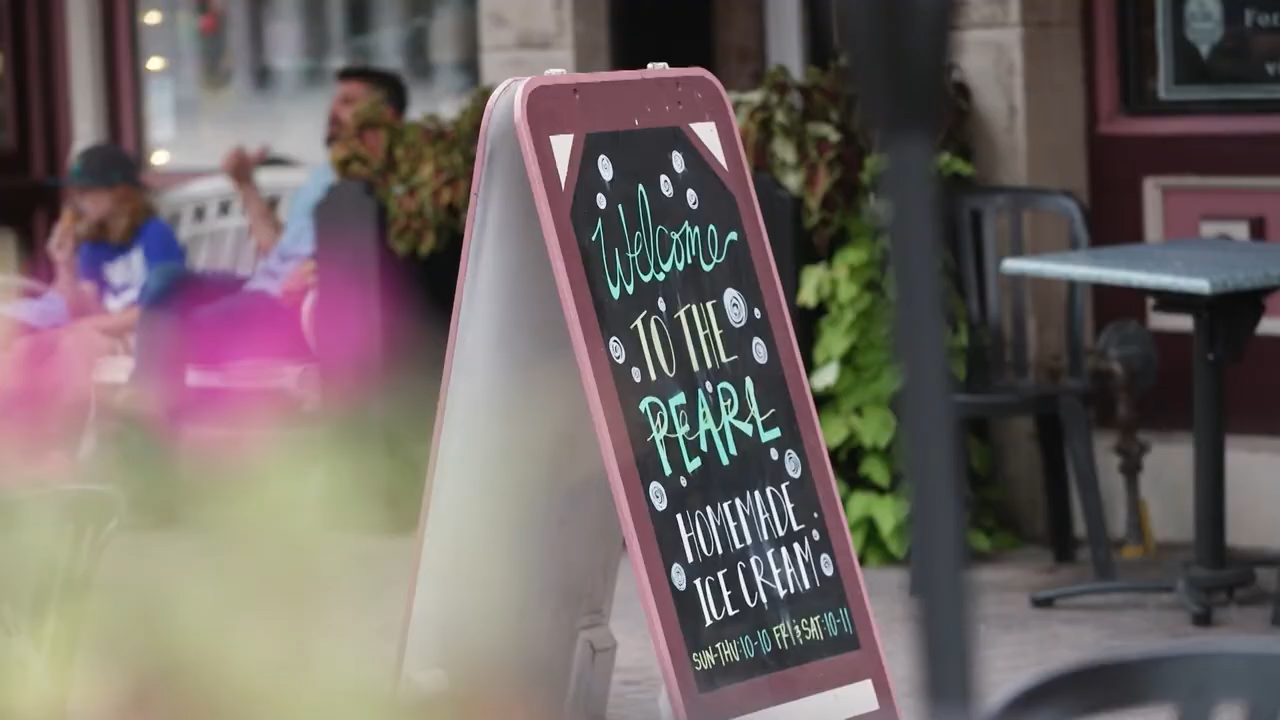 Welcome
TO THE
PEARL
HOMEMADE
ICE CREAM
SUN-THU:10-10 FRI & SAT:10-11